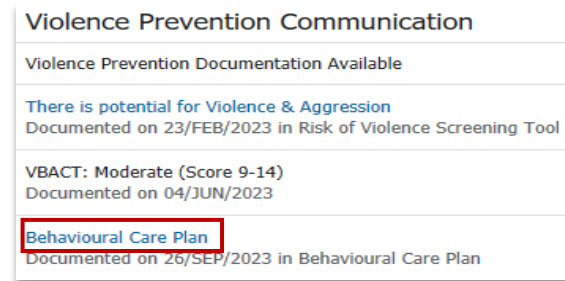 Violence Prevention Communication
Violence Prevention Documentation Available
There is potential for Violence & Aggression
Documented on 23/FEB/2023 in Risk of Violence Screening Tool
VBACT: Moderate (Score 9-14)
Documented on 04/JUN/2023
Behavioural Care Plan
Documented on 26/SEP/2023 in Behavioural Care Plan